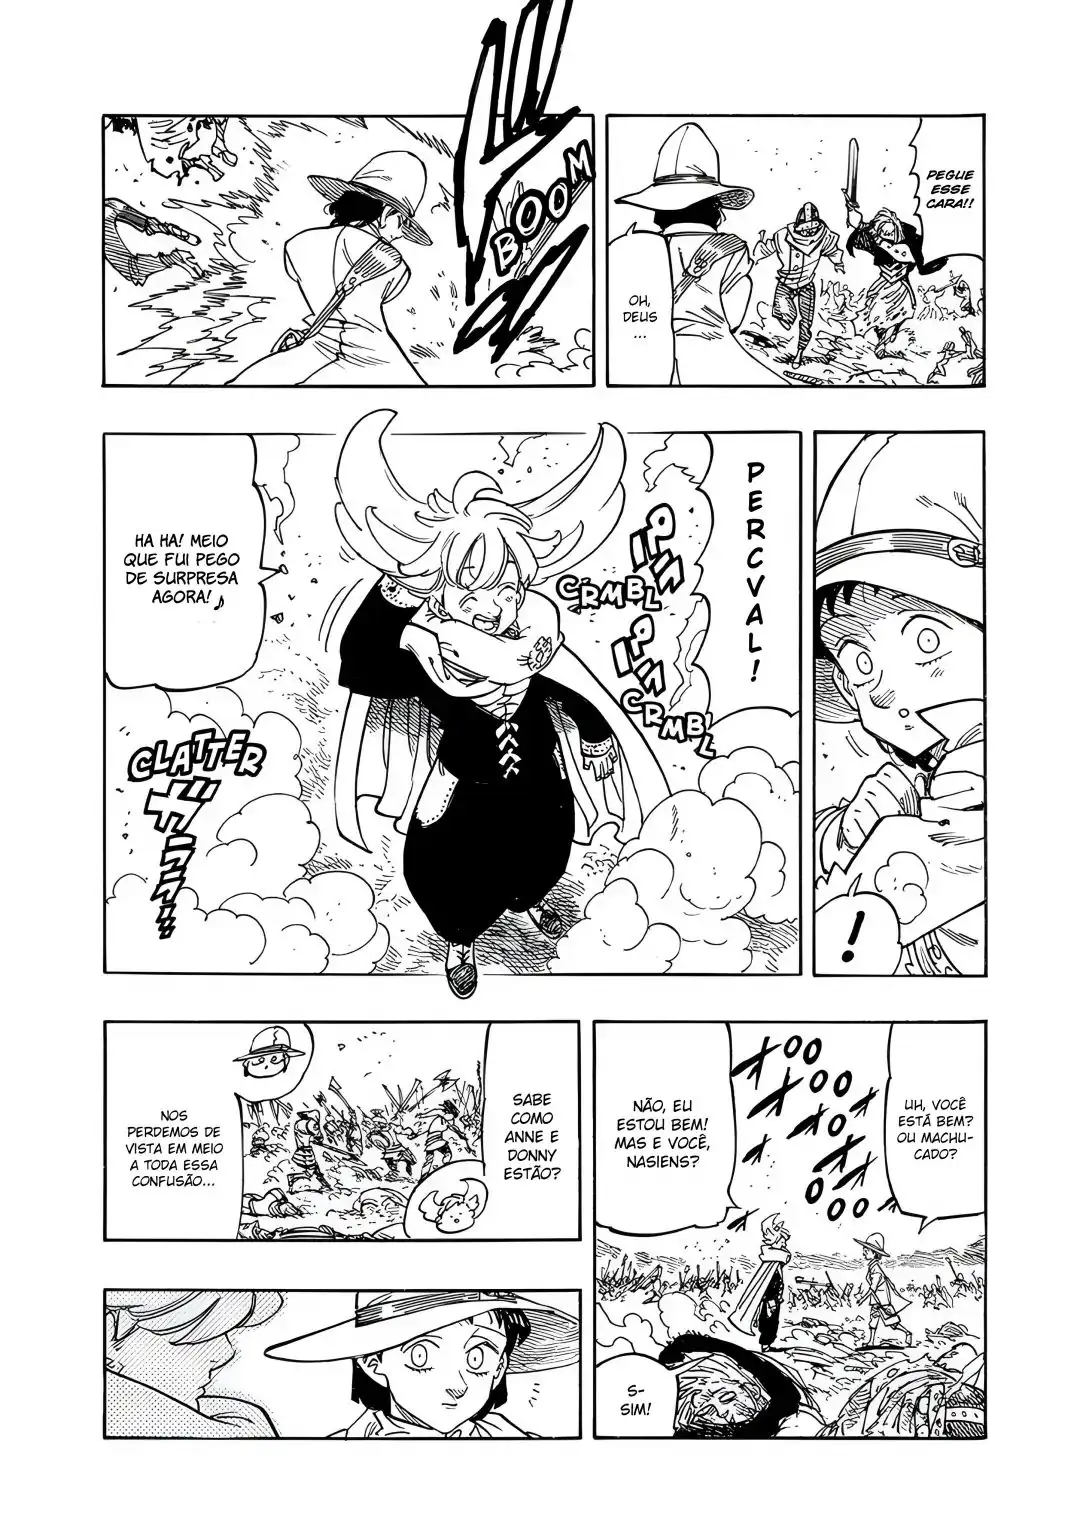 PEGUE
ESSE
CARA!!
OH,
DEUS
...
BOOM
!
PERCVAL!
CRMBL
CRMBL
HA HA! MEIO
QUE FUI PEGO
DE SURPRESA
AGORA!♪
CLATTER
UH, VOCÊ
ESTÁ BEM?
OU MACHU-
CADO?
NÃO, EU
ESTOU BEM!
MAS E VOCÊ,
NASIENS?
S-
SIM!
SABE
COMO
ANNE E
DONNY
ESTÃO?
NOS
PERDEMOS DE
VISTA EM MEIO
A TODA ESSA
CONFUSÃO...